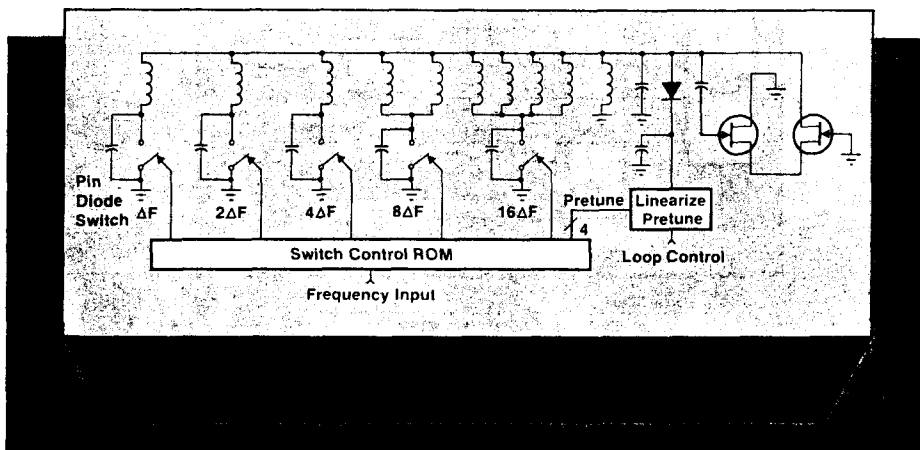 Pin
Diode
Switch
ΔF
2ΔF
4ΔF
8ΔF
16ΔF
Pretune
4
Linearize
Pretune
Switch Control ROM
Loop Control
Frequency Input